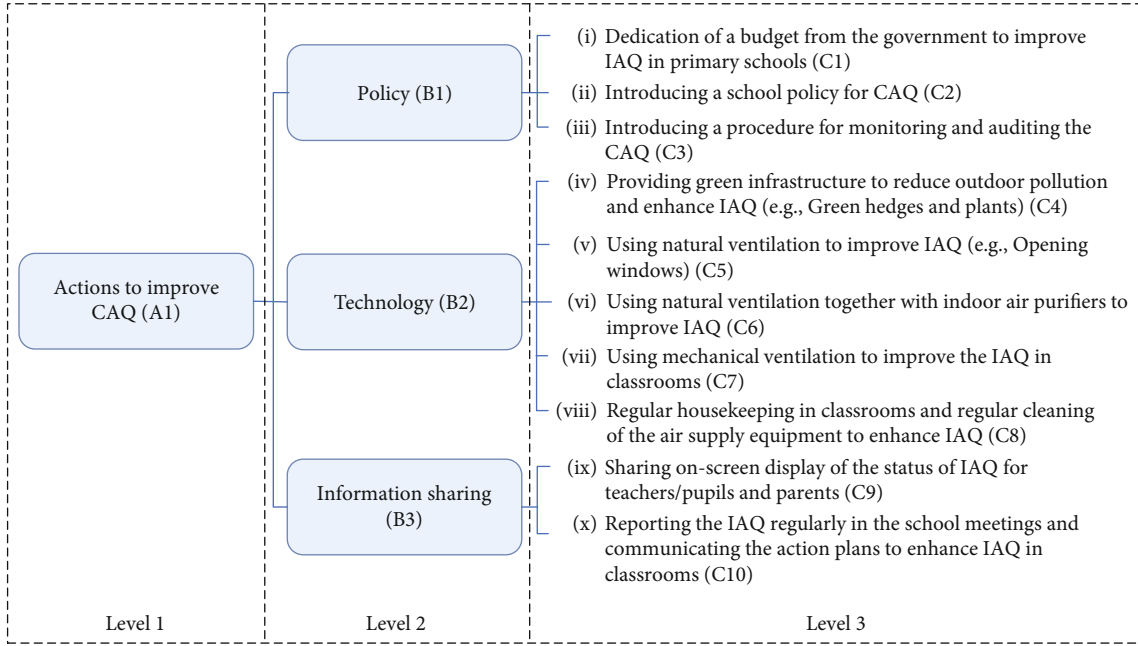 Actions to improve
CAQ (A1)
Level 1
Policy (B1)
Technology (B2)
Information sharing
(B3)
Level 2
(i) Dedication of a budget from the government to improve
IAQ in primary schools (C1)
(ii) Introducing a school policy for CAQ (C2)
(iii) Introducing a procedure for monitoring and auditing the
CAQ (C3)
(iv) Providing green infrastructure to reduce outdoor pollution
and enhance IAQ (e.g., Green hedges and plants) (C4)
(v) Using natural ventilation to improve IAQ (e.g., Opening
windows) (C5)
(vi) Using natural ventilation together with indoor air purifiers to
improve IAQ (C6)
(vii) Using mechanical ventilation to improve the IAQ in
classrooms (C7)
(viii) Regular housekeeping in classrooms and regular cleaning
of the air supply equipment to enhance IAQ (C8)
(ix) Sharing on-screen display of the status of IAQ for
teachers/pupils and parents (C9)
(x) Reporting the IAQ regularly in the school meetings and
communicating the action plans to enhance IAQ in
classrooms (C10)
Level 3